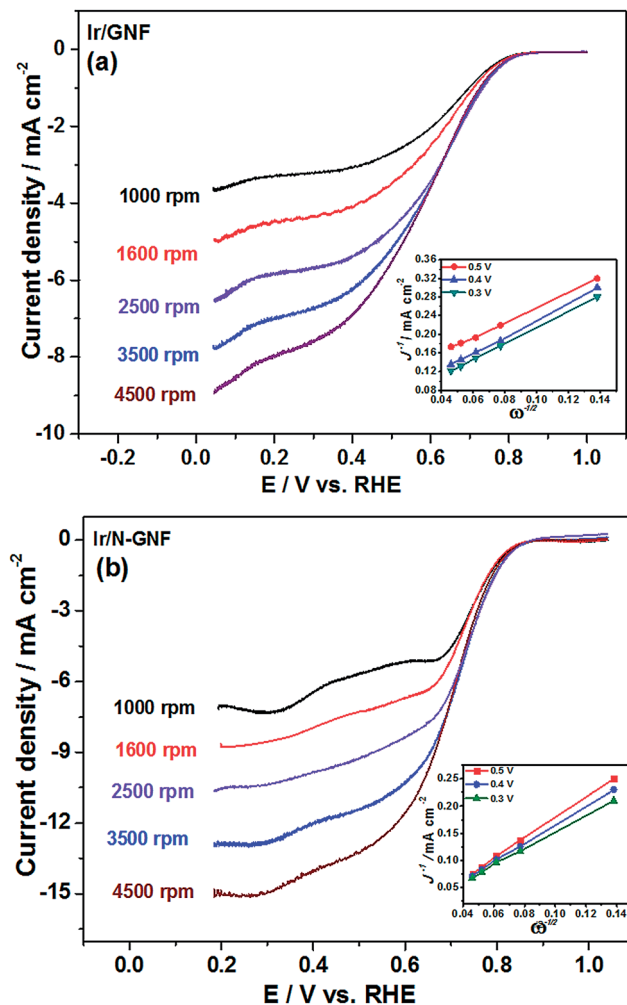 Ir/GNF
(a)
0
-2
-4
-6
-8
-10
Current density / mA cm-2
1000 rpm
1600 rpm
2500 rpm
3500 rpm
4500 rpm
0.36
0.32
0.28
0.24
0.20
0.16
0.12
0.08
J-1 / mA cm-2
0.5 V
0.4 V
0.3 V
0.04 0.06 0.08 0.10 0.12 0.14
ω-1/2
-0.2 0.0 0.2 0.4 0.6 0.8 1.0
E / V vs. RHE
Ir/N-GNF
(b)
0
-3
-6
-9
-12
-15
Current density / mA cm-2
1000 rpm
1600 rpm
2500 rpm
3500 rpm
4500 rpm
0.25
0.20
0.15
0.10
0.05
J-1 / mA cm-2
0.5 V
0.4 V
0.3 V
0.04 0.06 0.08 0.10 0.12 0.14
ω-1/2
0.0 0.2 0.4 0.6 0.8 1.0
E / V vs. RHE